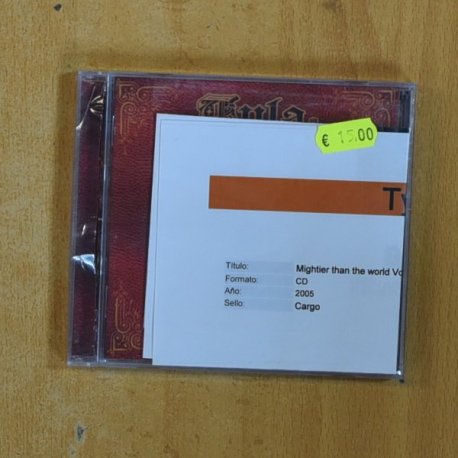 Tyla
€ 15.00
Ty
Título: Mightier than the world Vo
Formato: CD
Año: 2005
Sello: Cargo